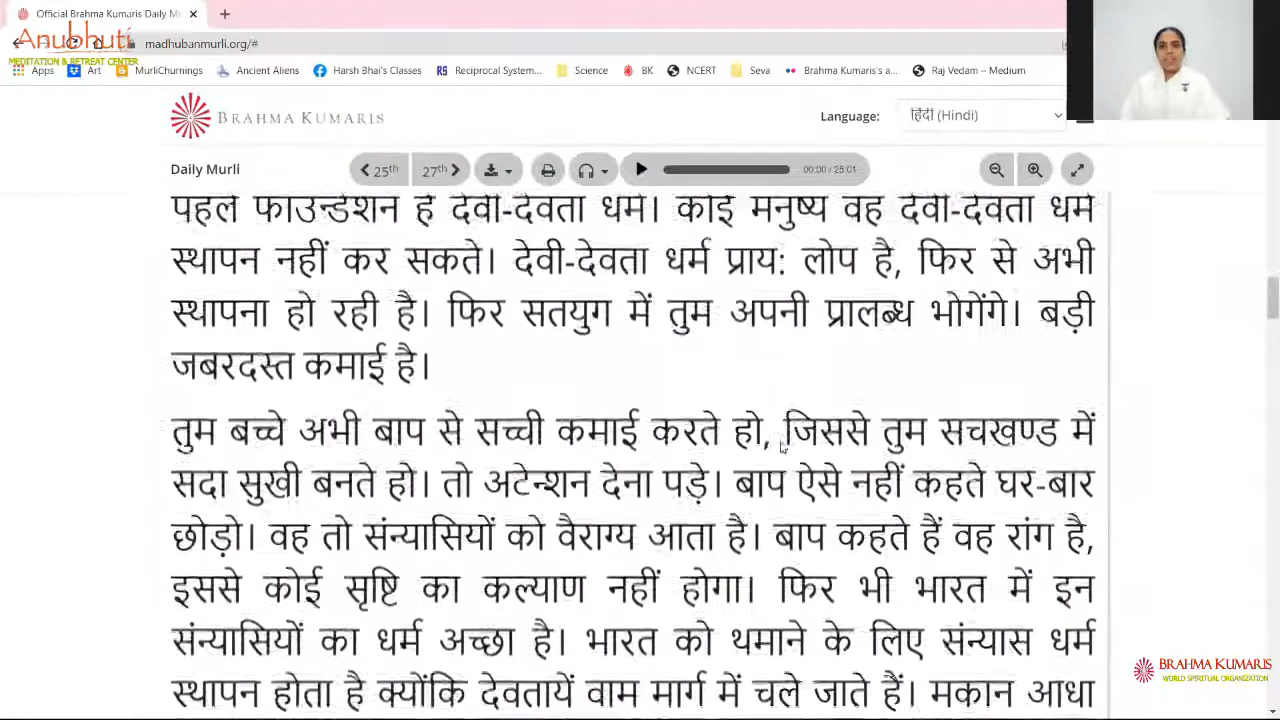 Official Brahma Kumaris Daily M
Anubhuti
MEDITATION & RETREAT CENTER
madhubanmurli.org/#
Apps Art MurliChurnings Ancient Aliens Harsh Bhai's Classes Reciprocal System... Science BK NCERT Seva Brahma Kumaris's a... Raj Vedam – Medium
BRAHMA KUMARIS
Language: हिंदी (Hindi)
Daily Murli 25th 27th 00:00 / 25:01
पहले फाउन्डेशन है देवी-देवता धर्म। कोई मनुष्य वह देवी-देवता धर्म
स्थापन नहीं कर सकते। देवी-देवता धर्म प्राय: लोप है, फिर से अभी
स्थापना हो रही है। फिर सतयुग में तुम अपनी प्रालब्ध भोगेंगे। बड़ी
जबरदस्त कमाई है।
तुम बच्चे अभी बाप से सच्ची कमाई करते हो, जिससे तुम सचखण्ड में
सदा सुखी बनते हो। तो अटेन्शन देना पड़े। बाप ऐसे नहीं कहते घर-बार
छोड़ो। वह तो संन्यासियों को वैराग्य आता है। बाप कहते हैं वह रांग है,
इससे कोई सृष्टि का कल्याण नहीं होगा। फिर भी भारत में इन
संन्यासियों का धर्म अच्छा है। भारत को थमाने के लिए संन्यास धर्म
स्थापन होता है क्योंकि देवतायें वाम मार्ग में चले जाते हैं। मकान आधा
BRAHMA KUMARIS
WORLD SPIRITUAL ORGANIZATION